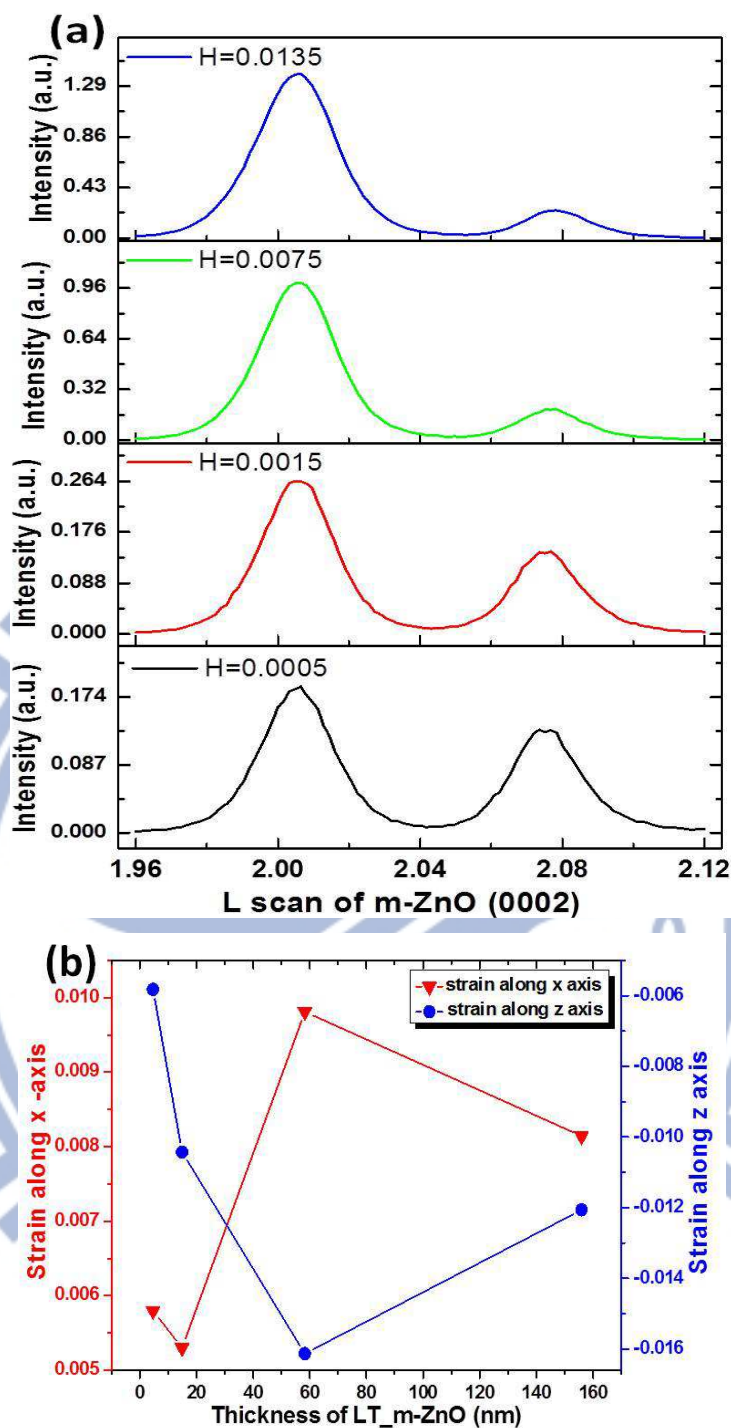 (a)
H=0.0135
Intensity (a.u.)
1.29
0.86
0.43
0.00
H=0.0075
Intensity (a.u.)
0.96
0.64
0.32
0.00
H=0.0015
Intensity (a.u.)
0.264
0.176
0.088
0.000
H=0.0005
Intensity (a.u.)
0.174
0.087
0.000
1.96 2.00 2.04 2.08 2.12
L scan of m-ZnO (0002)
(b)
strain along x axis
strain along z axis
Strain along x -axis
0.010
0.009
0.008
0.007
0.006
0.005
-0.006
-0.008
-0.010
-0.012
-0.014
-0.016
Strain along z axis
0 20 40 60 80 100 120 140 160
Thickness of LT_m-ZnO (nm)